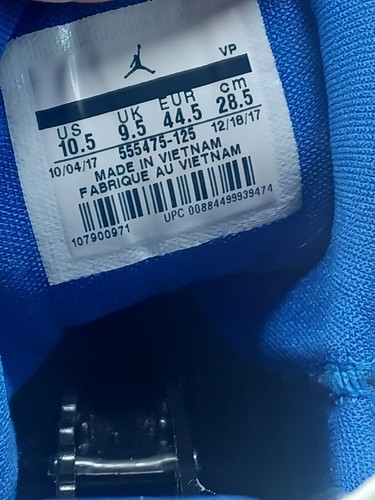 VP
US UK EUR cm
10.5 9.5 44.5 28.5
10/04/17 555475-125 12/18/17
MADE IN VIETNAM
FABRIQUE AU VIETNAM
107900971 UPC 00884499939474